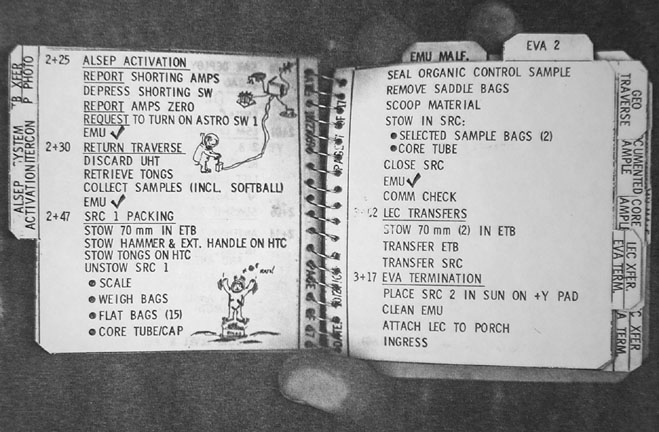 EMU MALF.
EVA 2
2+25 ALSEP ACTIVATION
REPORT SHORTING AMPS
DEPRESS SHORTING SW
REPORT AMPS ZERO
REQUEST TO TURN ON ASTRO SW 1
EMU ✓
2+30 RETURN TRAVERSE
DISCARD UHT
RETRIEVE TONGS
COLLECT SAMPLES (INCL. SOFTBALL)
EMU ✓
2+47 SRC 1 PACKING
STOW 70 mm IN ETB
STOW HAMMER & EXT. HANDLE ON HTC
STOW TONGS ON HTC
UNSTOW SRC 1
● SCALE
● WEIGH BAGS
● FLAT BAGS (15)
● CORE TUBE/CAP
SEAL ORGANIC CONTROL SAMPLE
REMOVE SADDLE BAGS
SCOOP MATERIAL
STOW IN SRC:
● SELECTED SAMPLE BAGS (2)
● CORE TUBE
CLOSE SRC
EMU ✓
COMM CHECK
LEC TRANSFERS
STOW 70 mm (2) IN ETB
TRANSFER ETB
TRANSFER SRC
3+17 EVA TERMINATION
PLACE SRC 2 IN SUN ON +Y PAD
CLEAN EMU
ATTACH LEC TO PORCH
INGRESS
XFER
PHOTO
ALSEP
ACTIVATION
GEO
TRAVERSE
CORE
LEC XFER
EVA TERM.
XFER
TERM